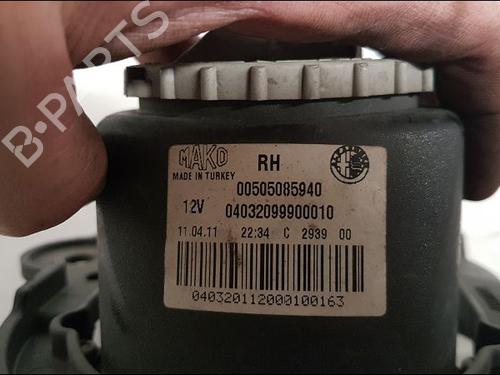 B-PARTS
MAKO
RH
MADE IN TURKEY
00505085940
12V 04032099900010
11.04.11 22:34 C 2939 00
040320112000100163